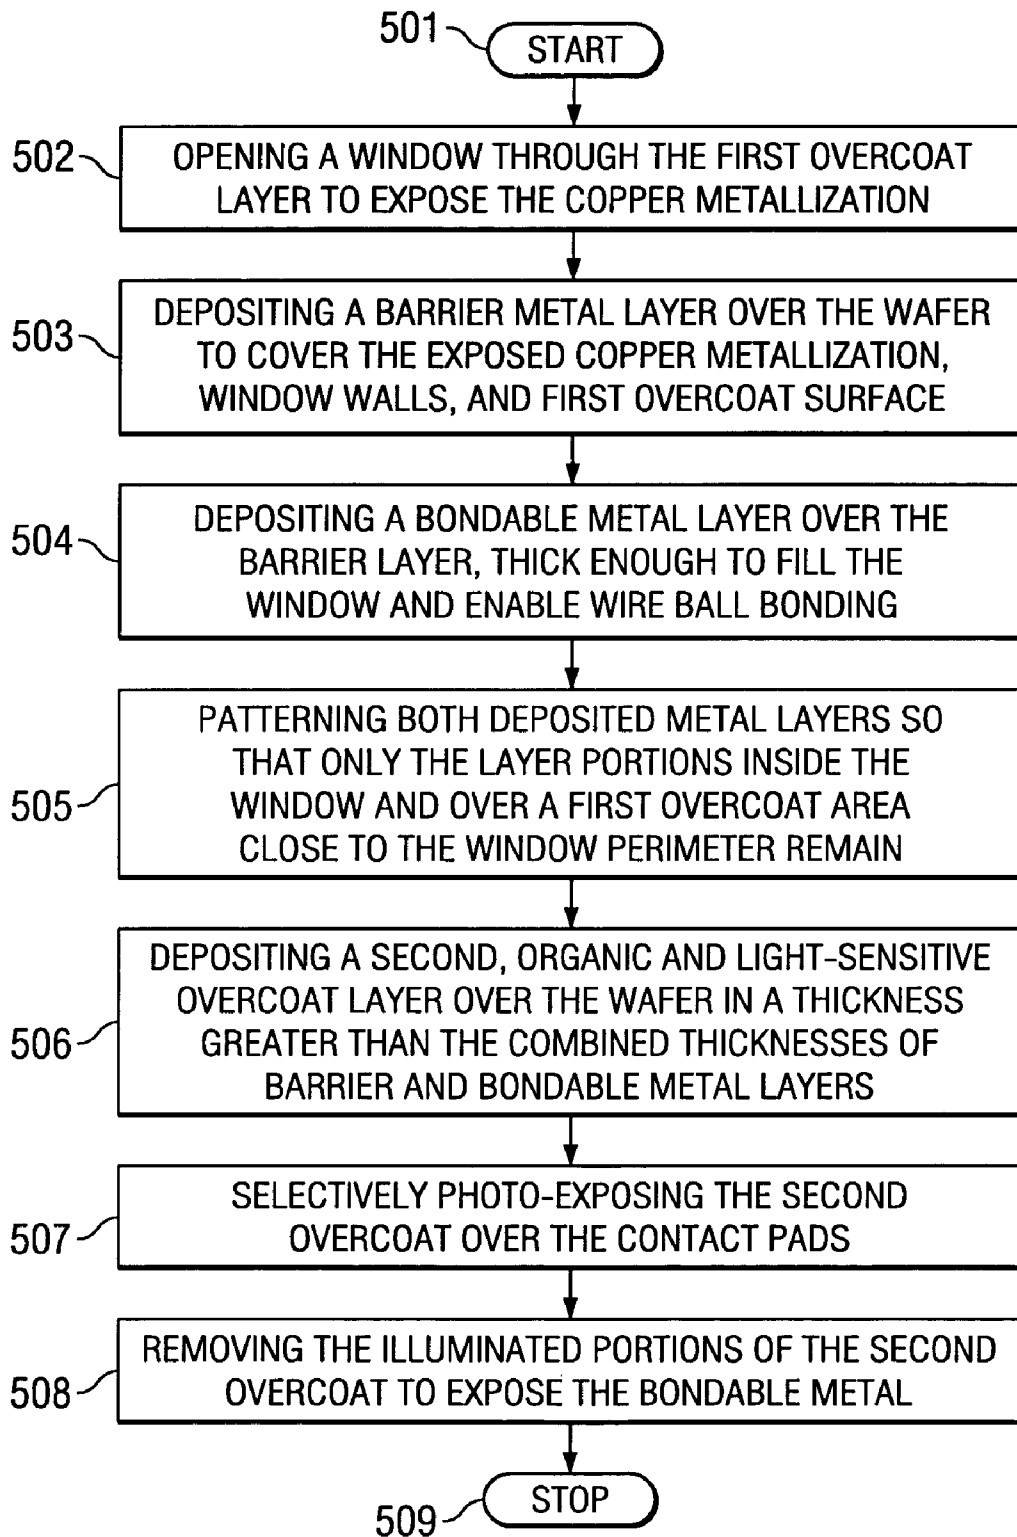 501
START
502
OPENING A WINDOW THROUGH THE FIRST OVERCOAT
LAYER TO EXPOSE THE COPPER METALLIZATION
503
DEPOSITING A BARRIER METAL LAYER OVER THE WAFER
TO COVER THE EXPOSED COPPER METALLIZATION,
WINDOW WALLS, AND FIRST OVERCOAT SURFACE
504
DEPOSITING A BONDABLE METAL LAYER OVER THE
BARRIER LAYER, THICK ENOUGH TO FILL THE
WINDOW AND ENABLE WIRE BALL BONDING
505
PATTERNING BOTH DEPOSITED METAL LAYERS SO
THAT ONLY THE LAYER PORTIONS INSIDE THE
WINDOW AND OVER A FIRST OVERCOAT AREA
CLOSE TO THE WINDOW PERIMETER REMAIN
506
DEPOSITING A SECOND, ORGANIC AND LIGHT-SENSITIVE
OVERCOAT LAYER OVER THE WAFER IN A THICKNESS
GREATER THAN THE COMBINED THICKNESSES OF
BARRIER AND BONDABLE METAL LAYERS
507
SELECTIVELY PHOTO-EXPOSING THE SECOND
OVERCOAT OVER THE CONTACT PADS
508
REMOVING THE ILLUMINATED PORTIONS OF THE SECOND
OVERCOAT TO EXPOSE THE BONDABLE METAL
509
STOP